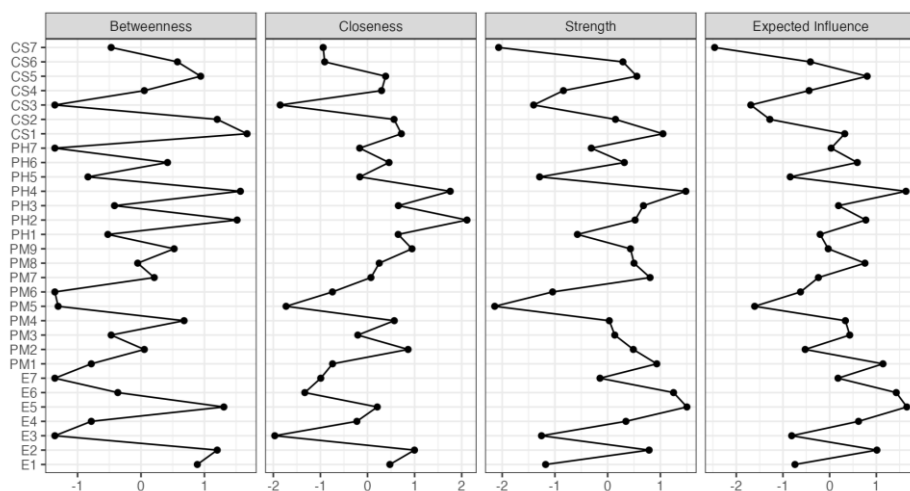 Betweenness Closeness Strength Expected Influence
CS7
CS6
CS5
CS4
CS3
CS2
CS1
PH7
PH6
PH5
PH4
PH3
PH2
PH1
PM9
PM8
PM7
PM6
PM5
PM4
PM3
PM2
PM1
E7
E6
E5
E4
E3
E2
E1
-1 0 1 -2 -1 0 1 2 -2 -1 0 1 -2 -1 0 1